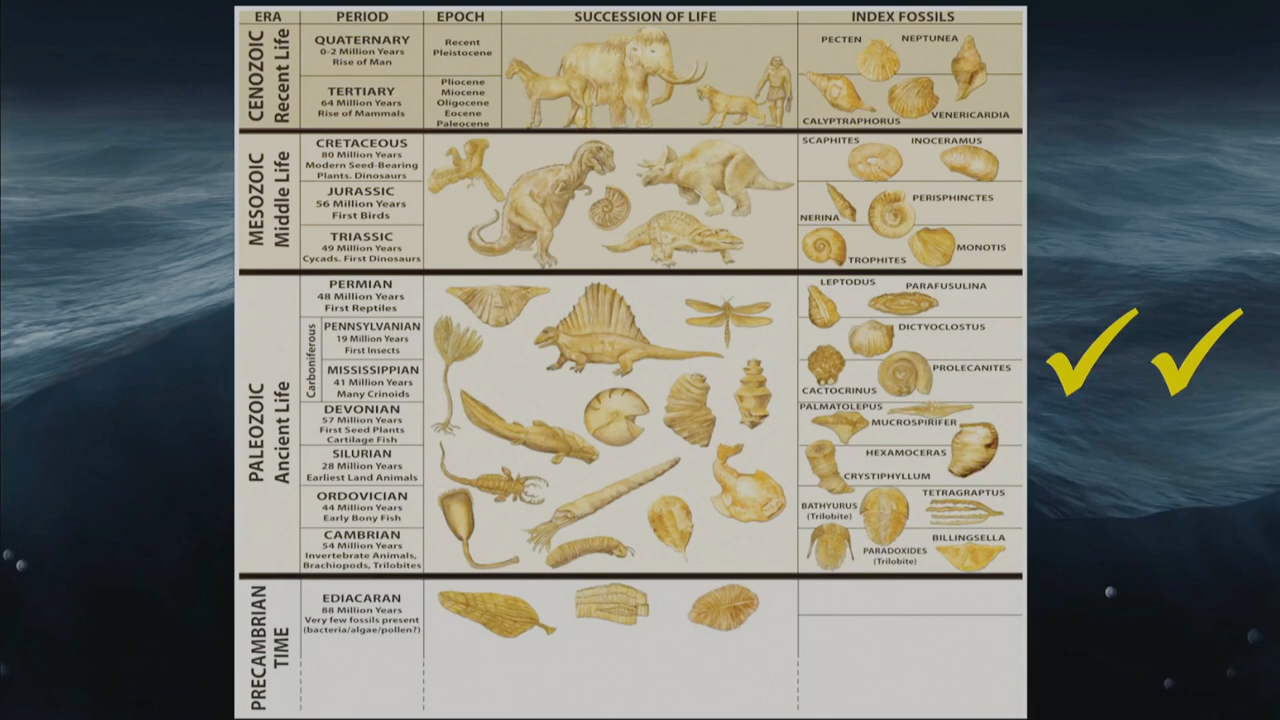 ERA PERIOD EPOCH SUCCESSION OF LIFE INDEX FOSSILS
CENOZOIC
Recent Life
QUATERNARY
0-2 Million Years
Rise of Man
Recent
Pleistocene
TERTIARY
64 Million Years
Rise of Mammals
Pliocene
Miocene
Oligocene
Eocene
Paleocene
PECTEN
NEPTUNEA
CALYPTRAPHORUS
VENERICARDIA
MESOZOIC
Middle Life
CRETACEOUS
80 Million Years
Modern Seed-Bearing
Plants. Dinosaurs
JURASSIC
56 Million Years
First Birds
TRIASSIC
49 Million Years
Cycads. First Dinosaurs
SCAPHITES
INOCERAMUS
PERISPHINCTES
NERINA
TROPHITES
MONOTIS
PALEOZOIC
Ancient Life
PERMIAN
48 Million Years
First Reptiles
Carboniferous
PENNSYLVANIAN
19 Million Years
First Insects
MISSISSIPPIAN
41 Million Years
Many Crinoids
DEVONIAN
57 Million Years
First Seed Plants
Cartilage Fish
SILURIAN
28 Million Years
Earliest Land Animals
ORDOVICIAN
44 Million Years
Early Bony Fish
CAMBRIAN
54 Million Years
Invertebrate Animals,
Brachiopods, Trilobites
LEPTODUS
PARAFUSULINA
DICTYOCLOSTUS
PROLECANITES
CACTOCRINUS
PALMATOLEPUS
MUCROSPIRIFER
HEXAMOCERAS
CRYSTIPHYLLUM
TETRAGRAPTUS
BATHYURUS
(Trilobite)
BILLINGSELLA
PARADOXIDES
(Trilobite)
PRECAMBRIAN
TIME
EDIACARAN
88 Million Years
Very few fossils present
(bacteria/algae/pollen?)